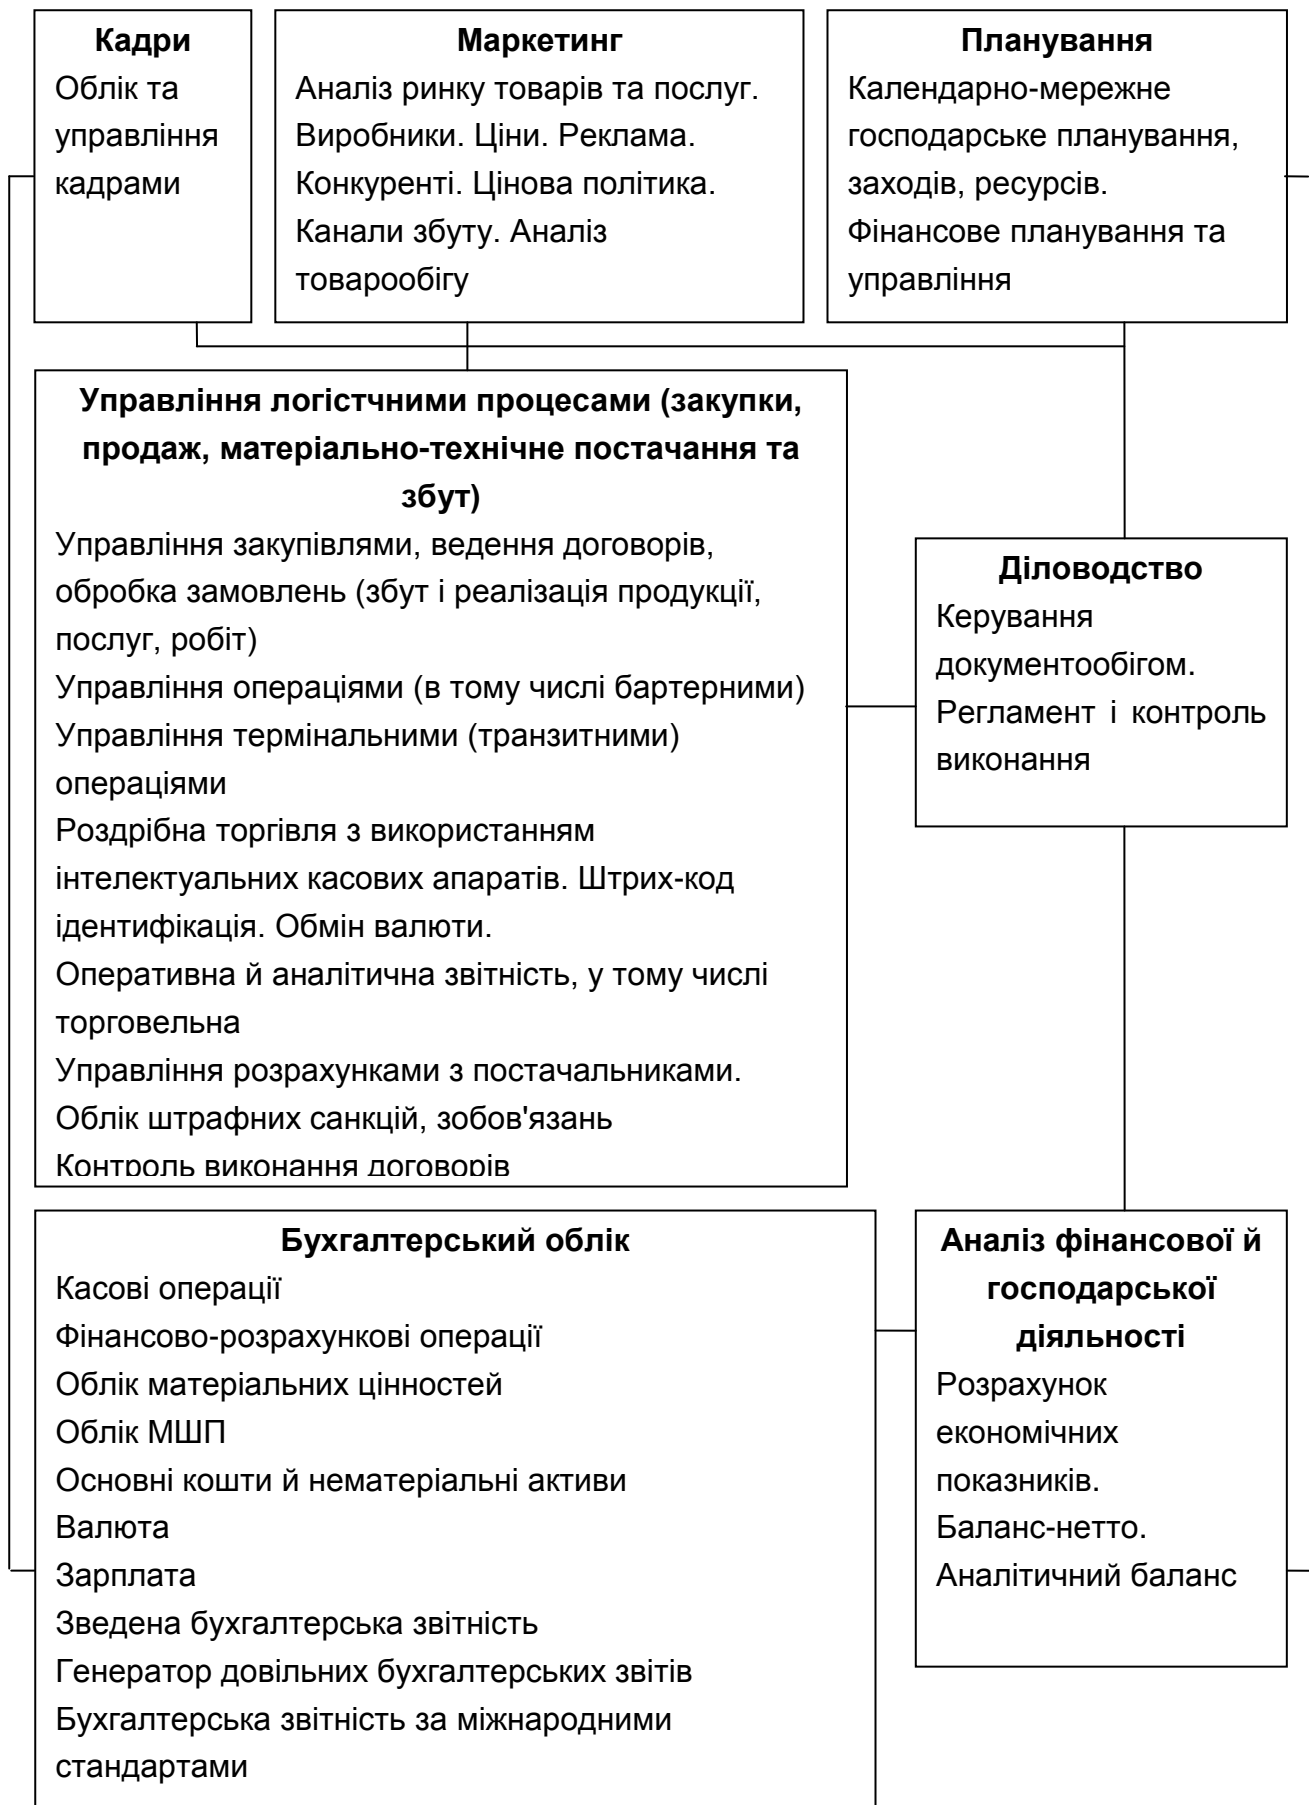 Кадри
Облік та
управління
кадрами
Маркетинг
Аналіз ринку товарів та послуг.
Виробники. Ціни. Реклама.
Конкуренті. Цінова політика.
Канали збуту. Аналіз
товарообігу
Планування
Календарно-мережне
господарське планування,
заходів, ресурсів.
Фінансове планування та
управління
Управління логістчними процесами (закупки,
продаж, матеріально-технічне постачання та
збут)
Управління закупівлями, ведення договорів,
обробка замовлень (збут і реалізація продукції,
послуг, робіт)
Управління операціями (в тому числі бартерними)
Управління термінальними (транзитними)
операціями
Роздрібна торгівля з використанням
інтелектуальних касових апаратів. Штрих-код
ідентифікація. Обмін валюти.
Оперативна й аналітична звітність, у тому числі
торговельна
Управління розрахунками з постачальниками.
Облік штрафних санкцій, зобов'язань
Контроль виконання договорів
Діловодство
Керування
документообігом.
Регламент і контроль
виконання
Бухгалтерський облік
Касові операції
Фінансово-розрахункові операції
Облік матеріальних цінностей
Облік МШП
Основні кошти й нематеріальні активи
Валюта
Зарплата
Зведена бухгалтерська звітність
Генератор довільних бухгалтерських звітів
Бухгалтерська звітність за міжнародними
стандартами
Аналіз фінансової й
господарської
діяльності
Розрахунок
економічних
показників.
Баланс-нетто.
Аналітичний баланс